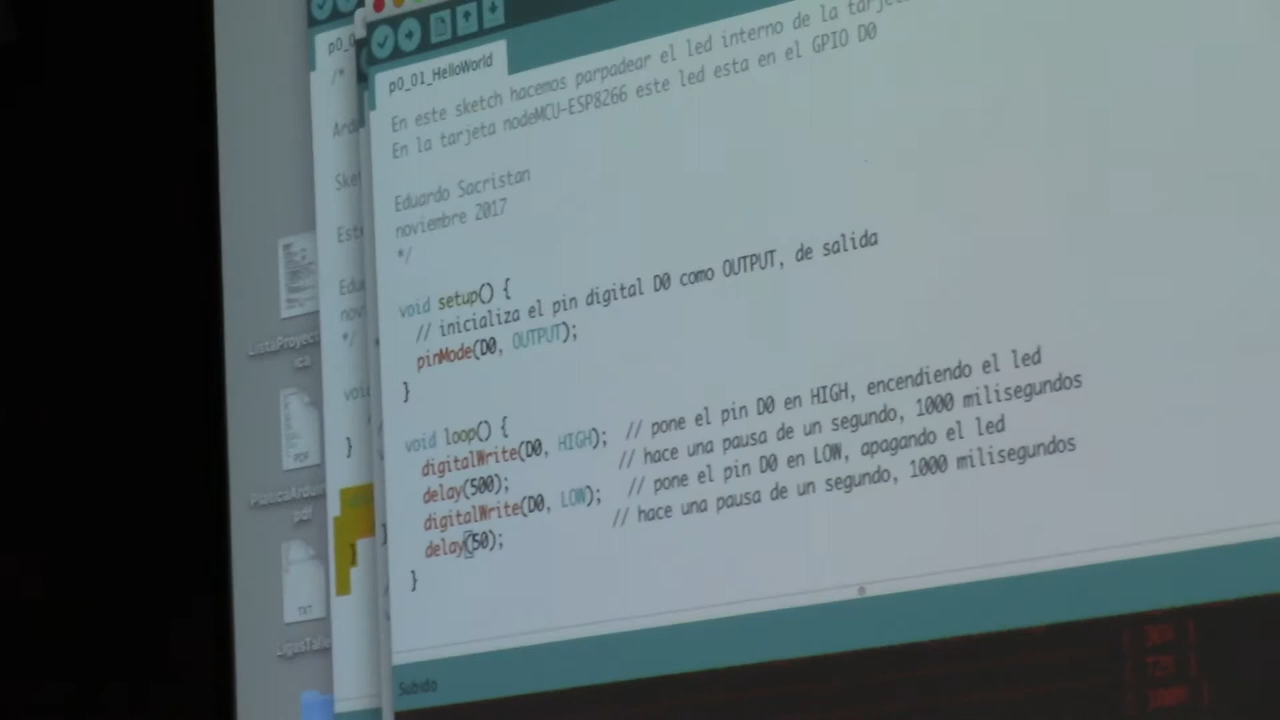 p0_0
p0_01_HelloWorld
/*
En este sketch hacemos parpadear el led interno de la
En la tarjeta nodeMCU-ESP8266 este led esta en el GPIO D0
Eduardo Sacristan
noviembre 2017
*/
void setup() {
// inicializa el pin digital D0 como OUTPUT, de salida
pinMode(D0, OUTPUT);
}
void loop() {
digitalWrite(D0, HIGH); // pone el pin D0 en HIGH, encendiendo el led
delay(500); // hace una pausa de un segundo, 1000 milisegundos
digitalWrite(D0, LOW); // pone el pin D0 en LOW, apagando el led
delay(50); // hace una pausa de un segundo, 1000 milisegundos
}
Subido
PDF
TXT